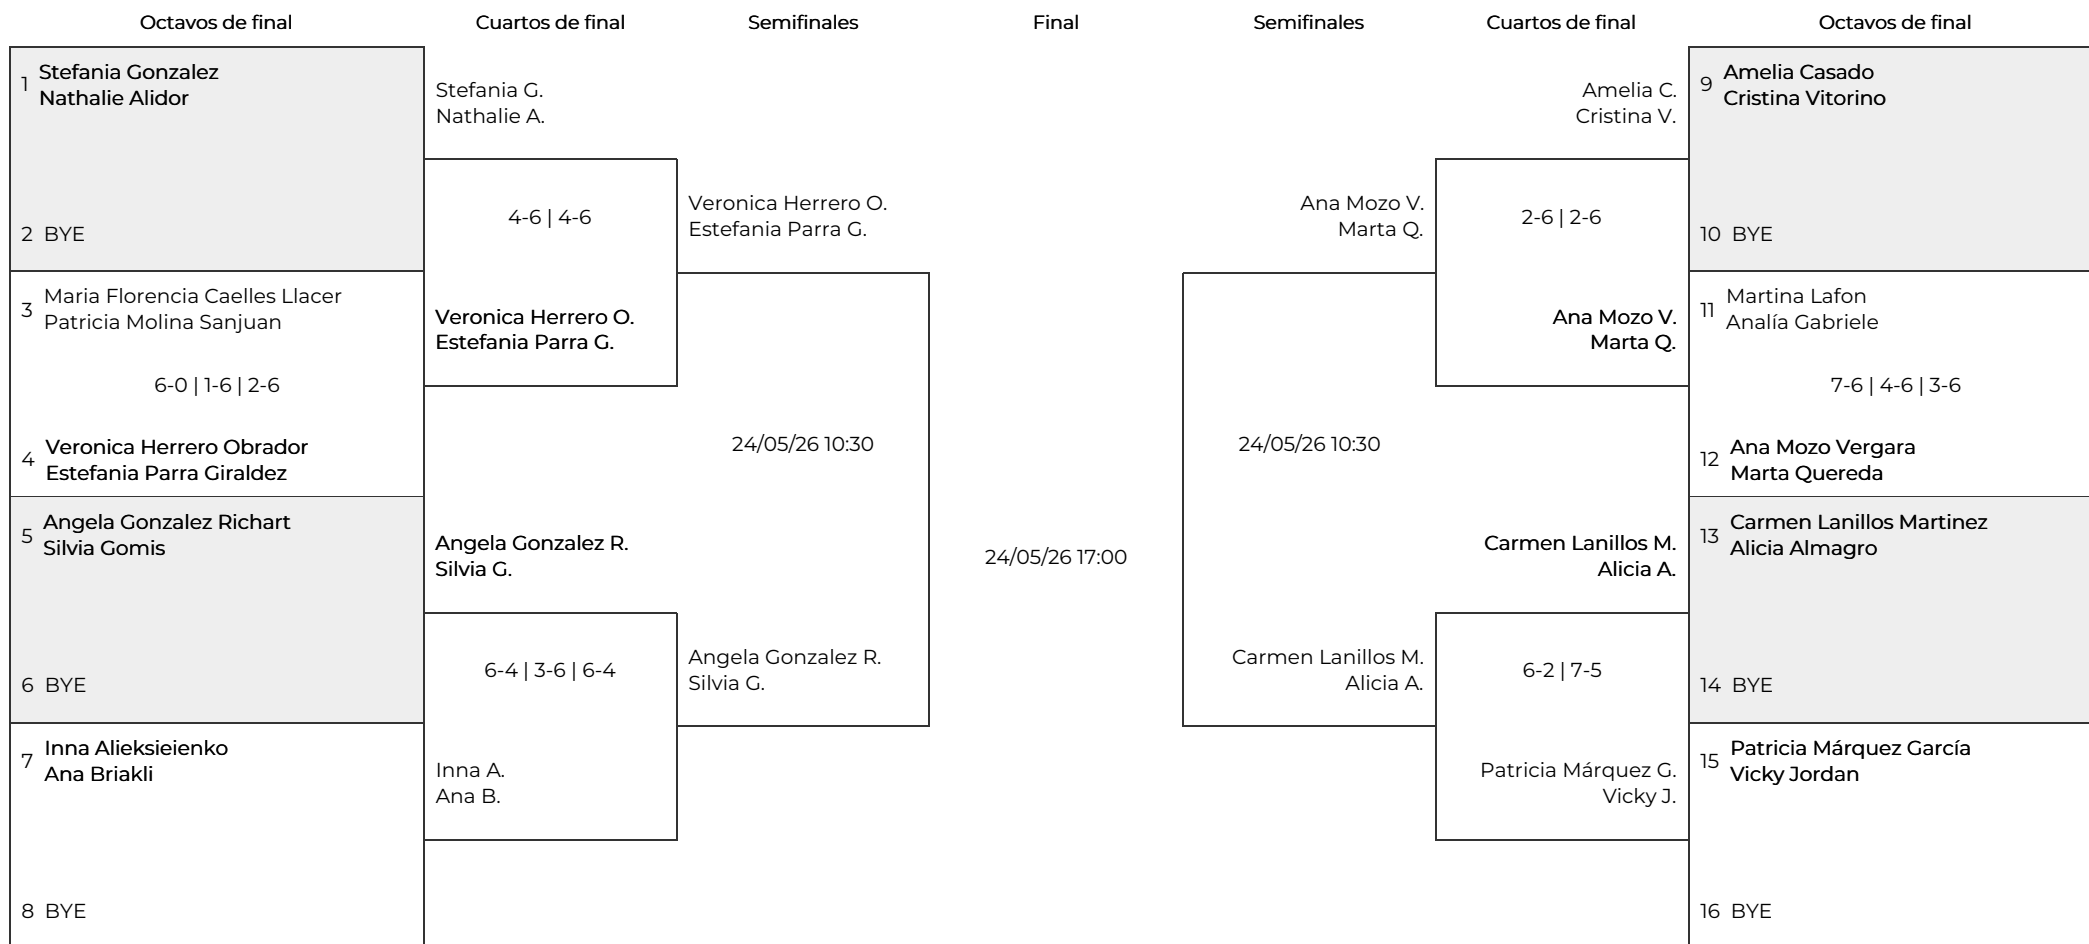 Octavos de final
Cuartos de final
Semifinales
Final
Semifinales
Cuartos de final
Octavos de final
1 Stefania Gonzalez
Nathalie Alidor
2 BYE
3 Maria Florencia Caelles Llacer
Patricia Molina Sanjuan
6-0 | 1-6 | 2-6
4 Veronica Herrero Obrador
Estefania Parra Giraldez
5 Angela Gonzalez Richart
Silvia Gomis
6 BYE
7 Inna Alieksieienko
Ana Briakli
8 BYE
Stefania G.
Nathalie A.
4-6 | 4-6
Veronica Herrero O.
Estefania Parra G.
Angela Gonzalez R.
Silvia G.
6-4 | 3-6 | 6-4
Inna A.
Ana B.
Veronica Herrero O.
Estefania Parra G.
24/05/26 10:30
Angela Gonzalez R.
Silvia G.
24/05/26 17:00
Ana Mozo V.
Marta Q.
24/05/26 10:30
Carmen Lanillos M.
Alicia A.
Amelia C.
Cristina V.
2-6 | 2-6
Ana Mozo V.
Marta Q.
Carmen Lanillos M.
Alicia A.
6-2 | 7-5
Patricia Márquez G.
Vicky J.
9 Amelia Casado
Cristina Vitorino
10 BYE
11 Martina Lafon
Analía Gabriele
7-6 | 4-6 | 3-6
12 Ana Mozo Vergara
Marta Quereda
13 Carmen Lanillos Martinez
Alicia Almagro
14 BYE
15 Patricia Márquez García
Vicky Jordan
16 BYE